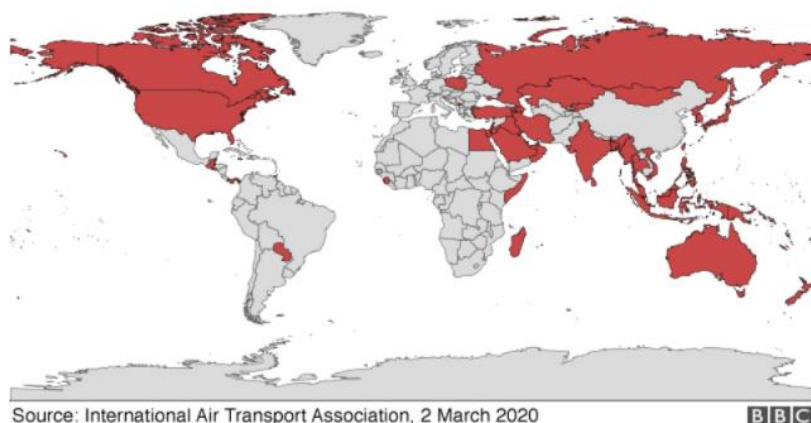 Source: International Air Transport Association, 2 March 2020
BBC